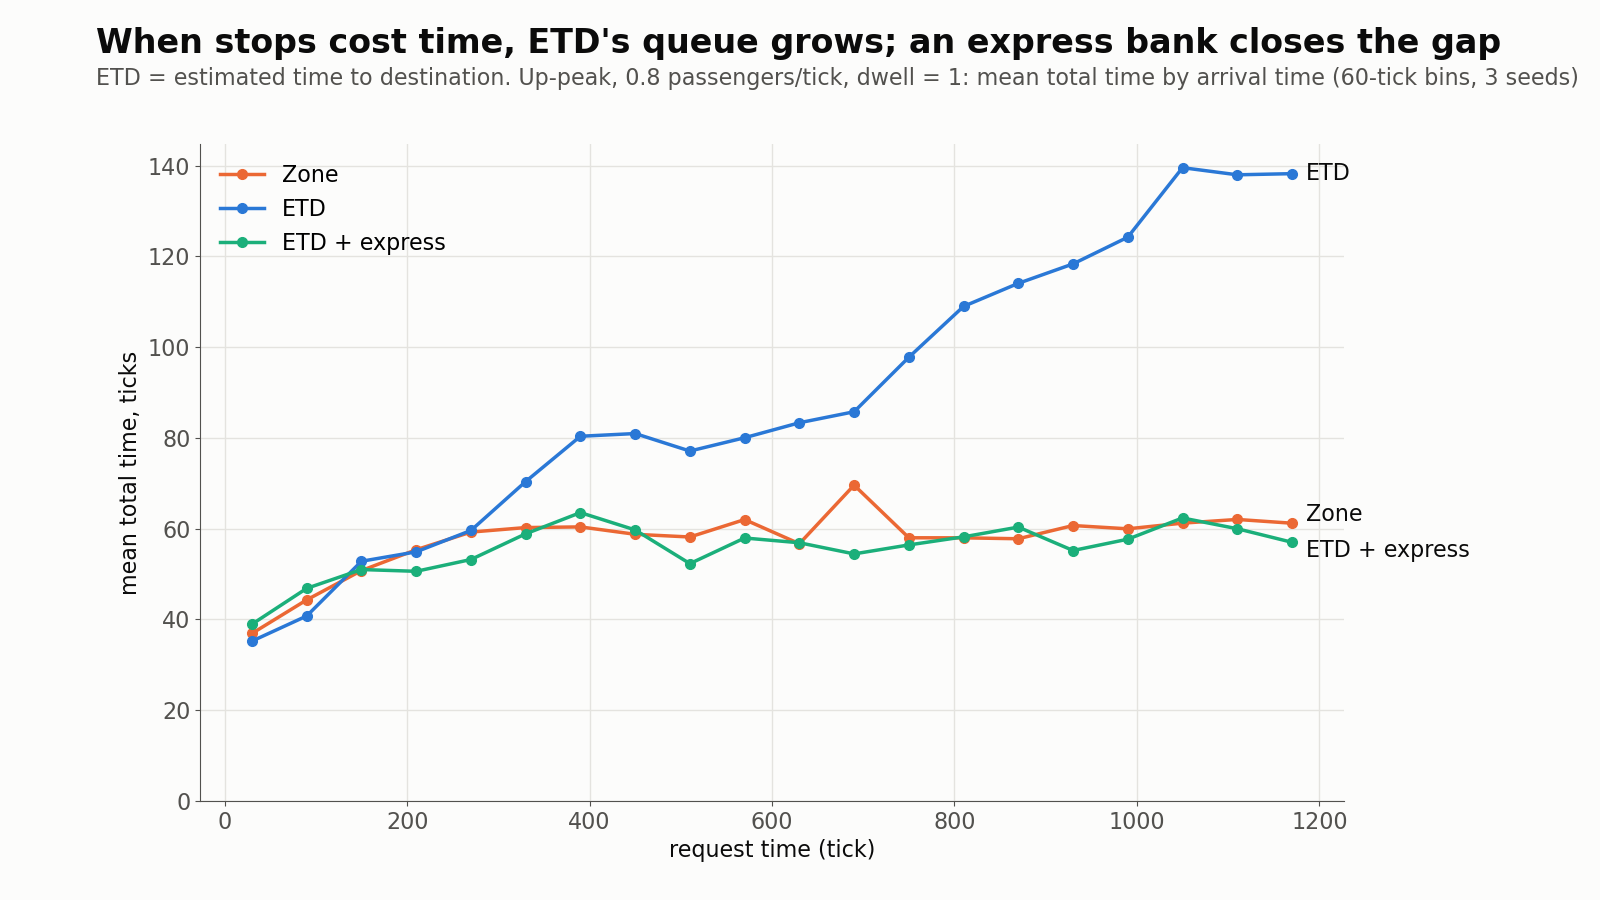 When stops cost time, ETD's queue grows; an express bank closes the gap
ETD = estimated time to destination. Up-peak, 0.8 passengers/tick, dwell = 1: mean total time by arrival time (60-tick bins, 3 seeds)
Zone
ETD
ETD + express
mean total time, ticks
140
120
100
80
60
40
20
0
ETD
Zone
ETD + express
0 200 400 600 800 1000 1200
request time (tick)